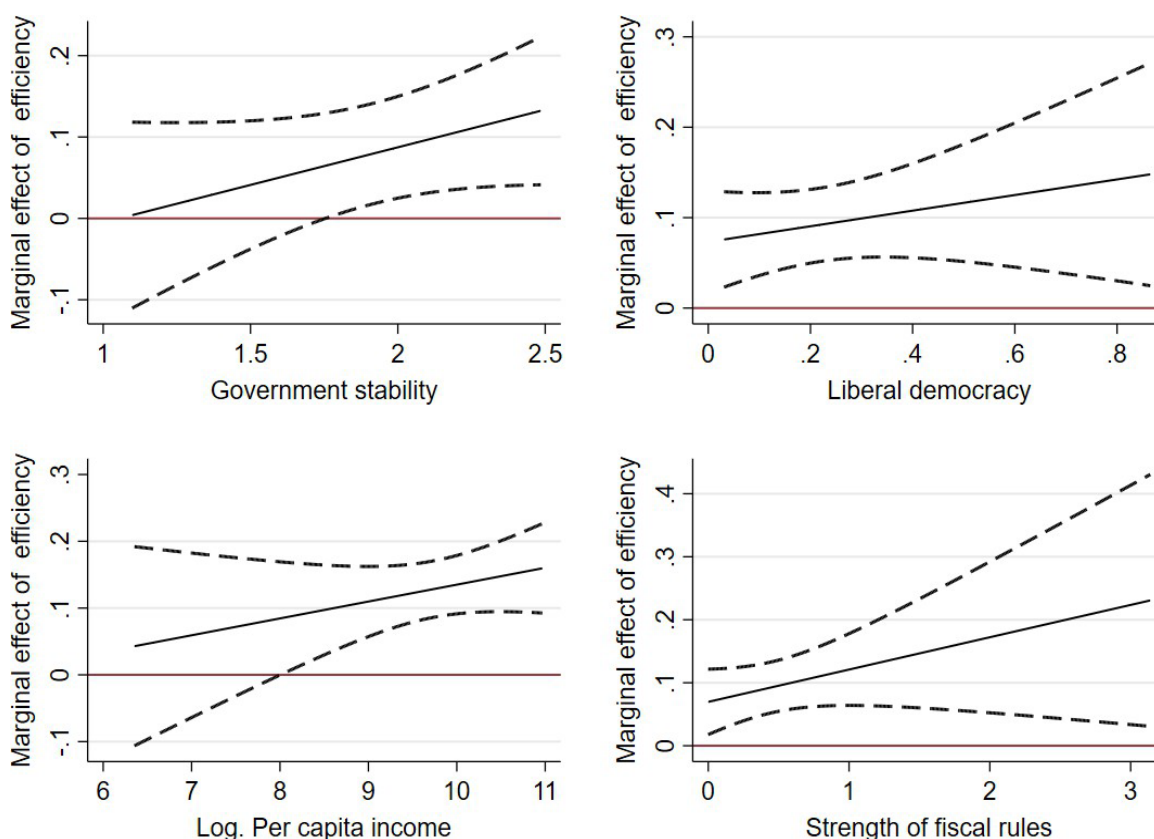 Marginal effect of efficiency
.2
.1
0
-.1
1 1.5 2 2.5
Government stability
Marginal effect of efficiency
.3
.2
.1
0
0 .2 .4 .6 .8
Liberal democracy
Marginal effect of efficiency
.3
.2
.1
0
-.1
6 7 8 9 10 11
Log. Per capita income
Marginal effect of efficiency
.4
.3
.2
.1
0
0 1 2 3
Strength of fiscal rules